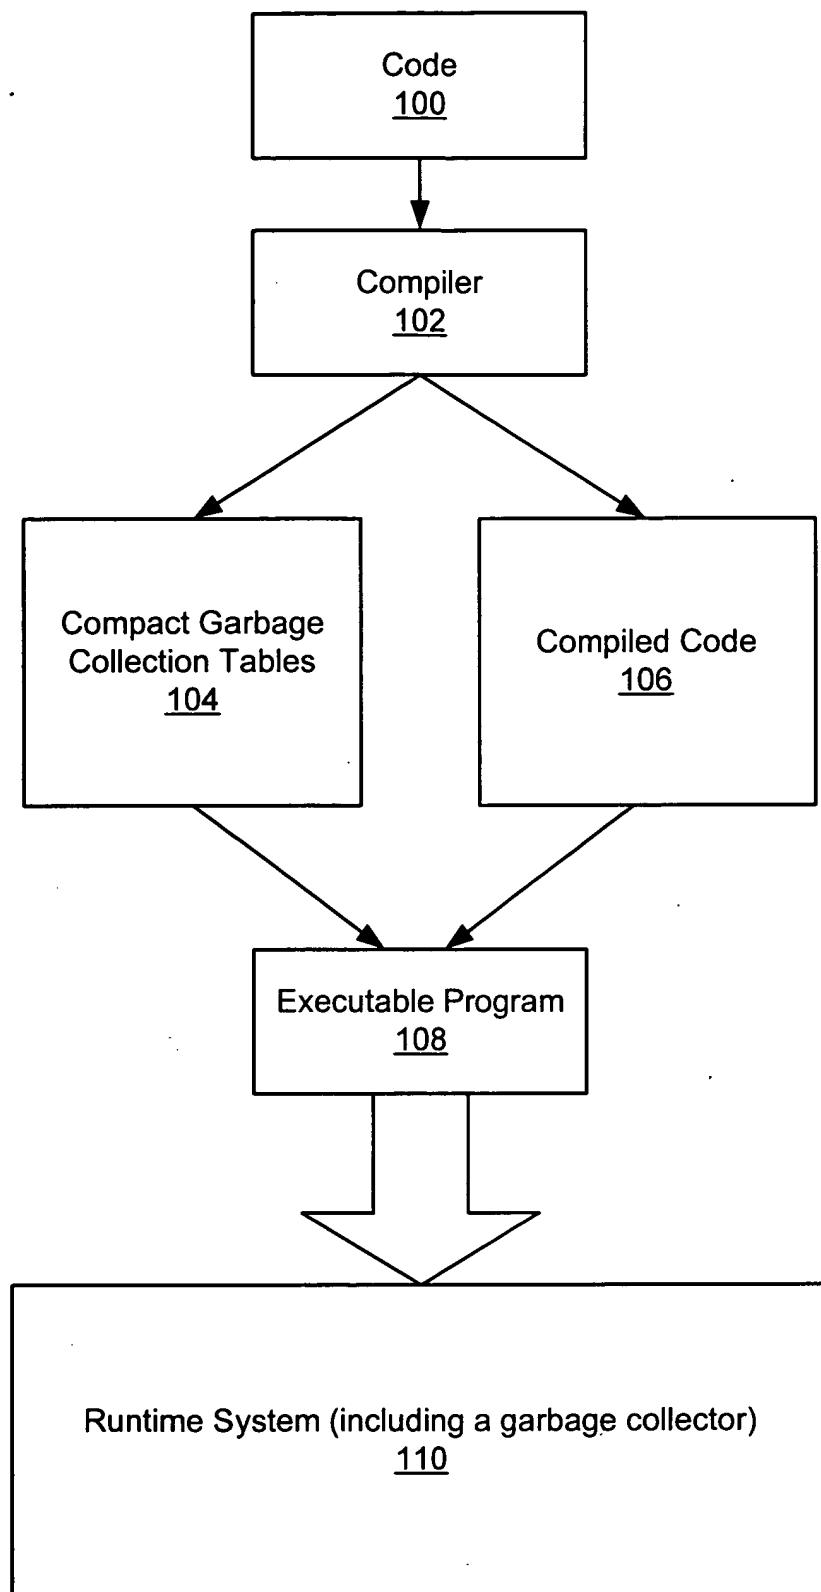 Code
100
Compiler
102
Compact Garbage
Collection Tables
104
Compiled Code
106
Executable Program
108
Runtime System (including a garbage collector)
110